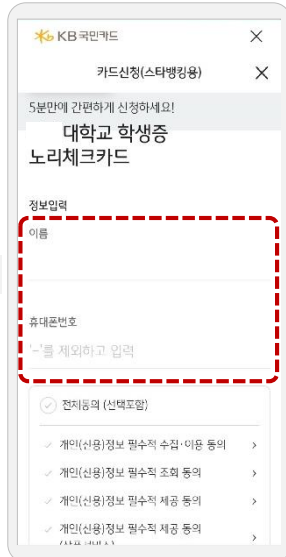 KB국민카드
카드신청(스타뱅킹용)
5분만에 간편하게 신청하세요!
대학교 학생증
노리체크카드
정보입력
이름
휴대폰번호
'-'를 제외하고 입력
전체동의 (선택포함)
개인(신용)정보 필수적 수집·이용 동의
개인(신용)정보 필수적 조회 동의
개인(신용)정보 필수적 제공 동의
개인(신용)정보 필수적 제공 동의